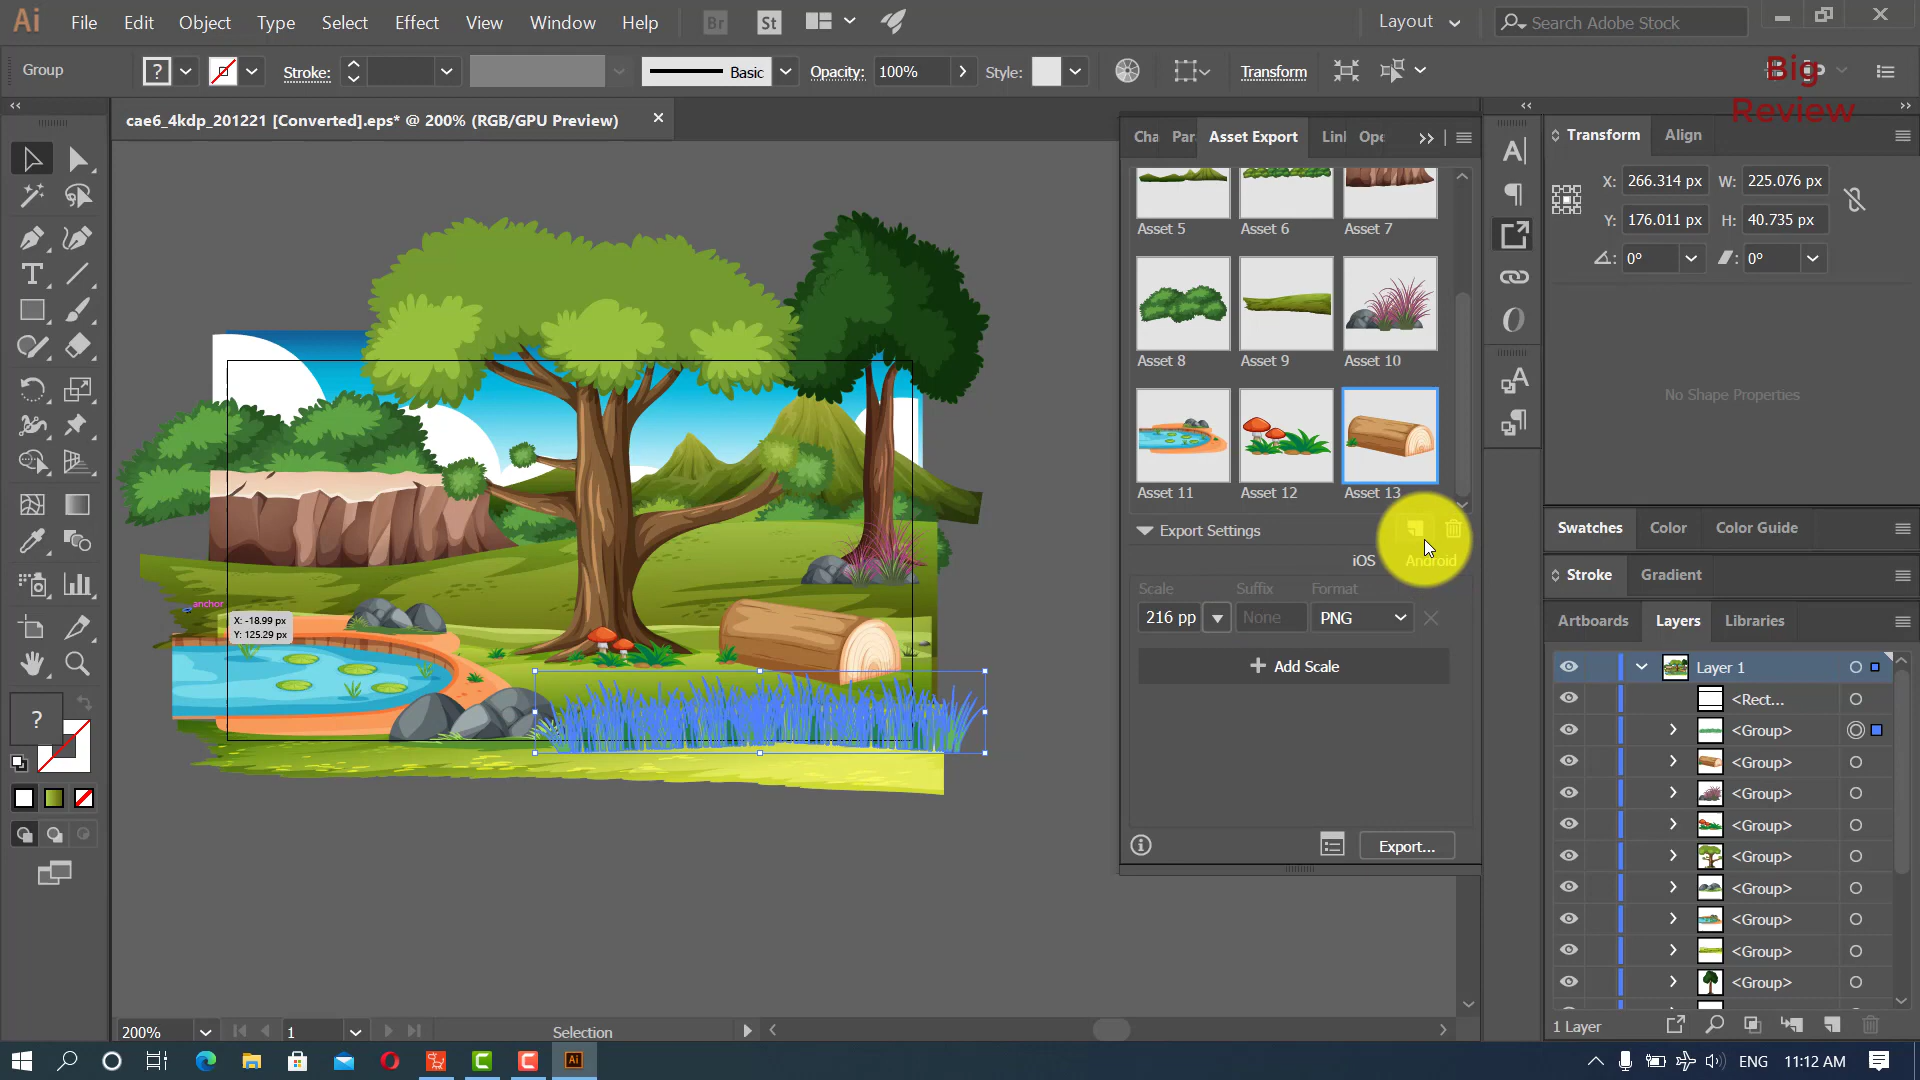 Ai File Edit Object Type Select Effect View Window Help Br St Layout Search Adobe Stock
Group ? Stroke: Basic Opacity: 100% Style: Transform
Big
Review
cae6_4kdp_201221 [Converted].eps* @ 200% (RGB/GPU Preview)
Cha Par Asset Export Linl Ope
Transform Align
X: 266.314 px W: 225.076 px
Y: 176.011 px H: 40.735 px
0° 0°
No Shape Properties
Asset 5 Asset 6 Asset 7
Asset 8 Asset 9 Asset 10
Asset 11 Asset 12 Asset 13
Export Settings
iOS Android
Scale Suffix Format
216 pp None PNG
Add Scale
Export...
anchor
X: -18.99 px
Y: 125.29 px
?
Swatches Color Color Guide
Stroke Gradient
Artboards Layers Libraries
Layer 1
<Rect...
<Group>
<Group>
<Group>
<Group>
<Group>
<Group>
<Group>
<Group>
<Group>
1 Layer
200% 1 Selection
Ai ENG 11:12 AM